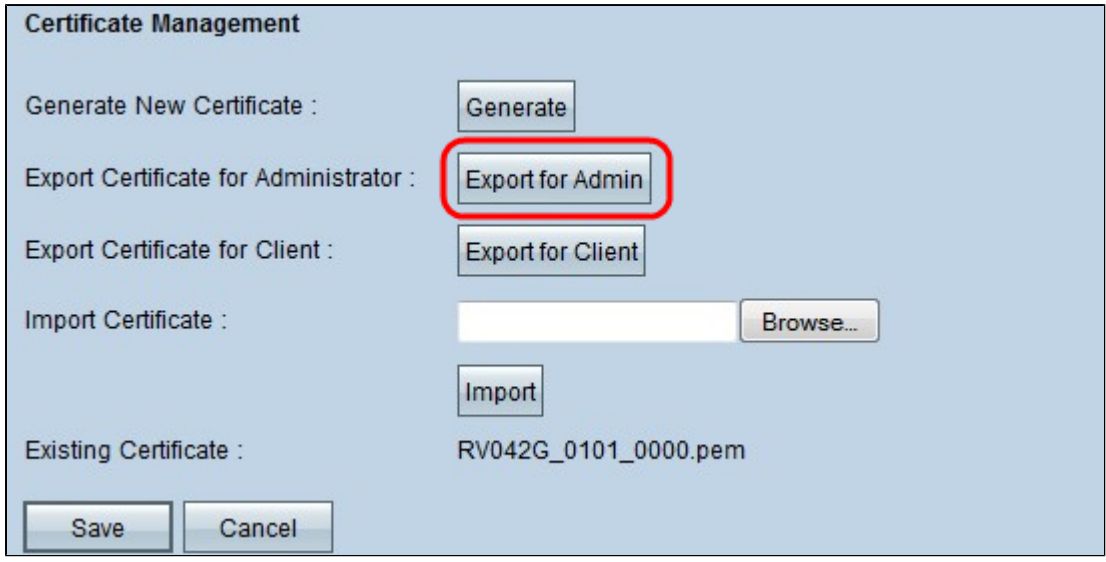 Certificate Management
Generate New Certificate : Generate
Export Certificate for Administrator : Export for Admin
Export Certificate for Client : Export for Client
Import Certificate : Browse...
Import
Existing Certificate : RV042G_0101_0000.pem
Save Cancel